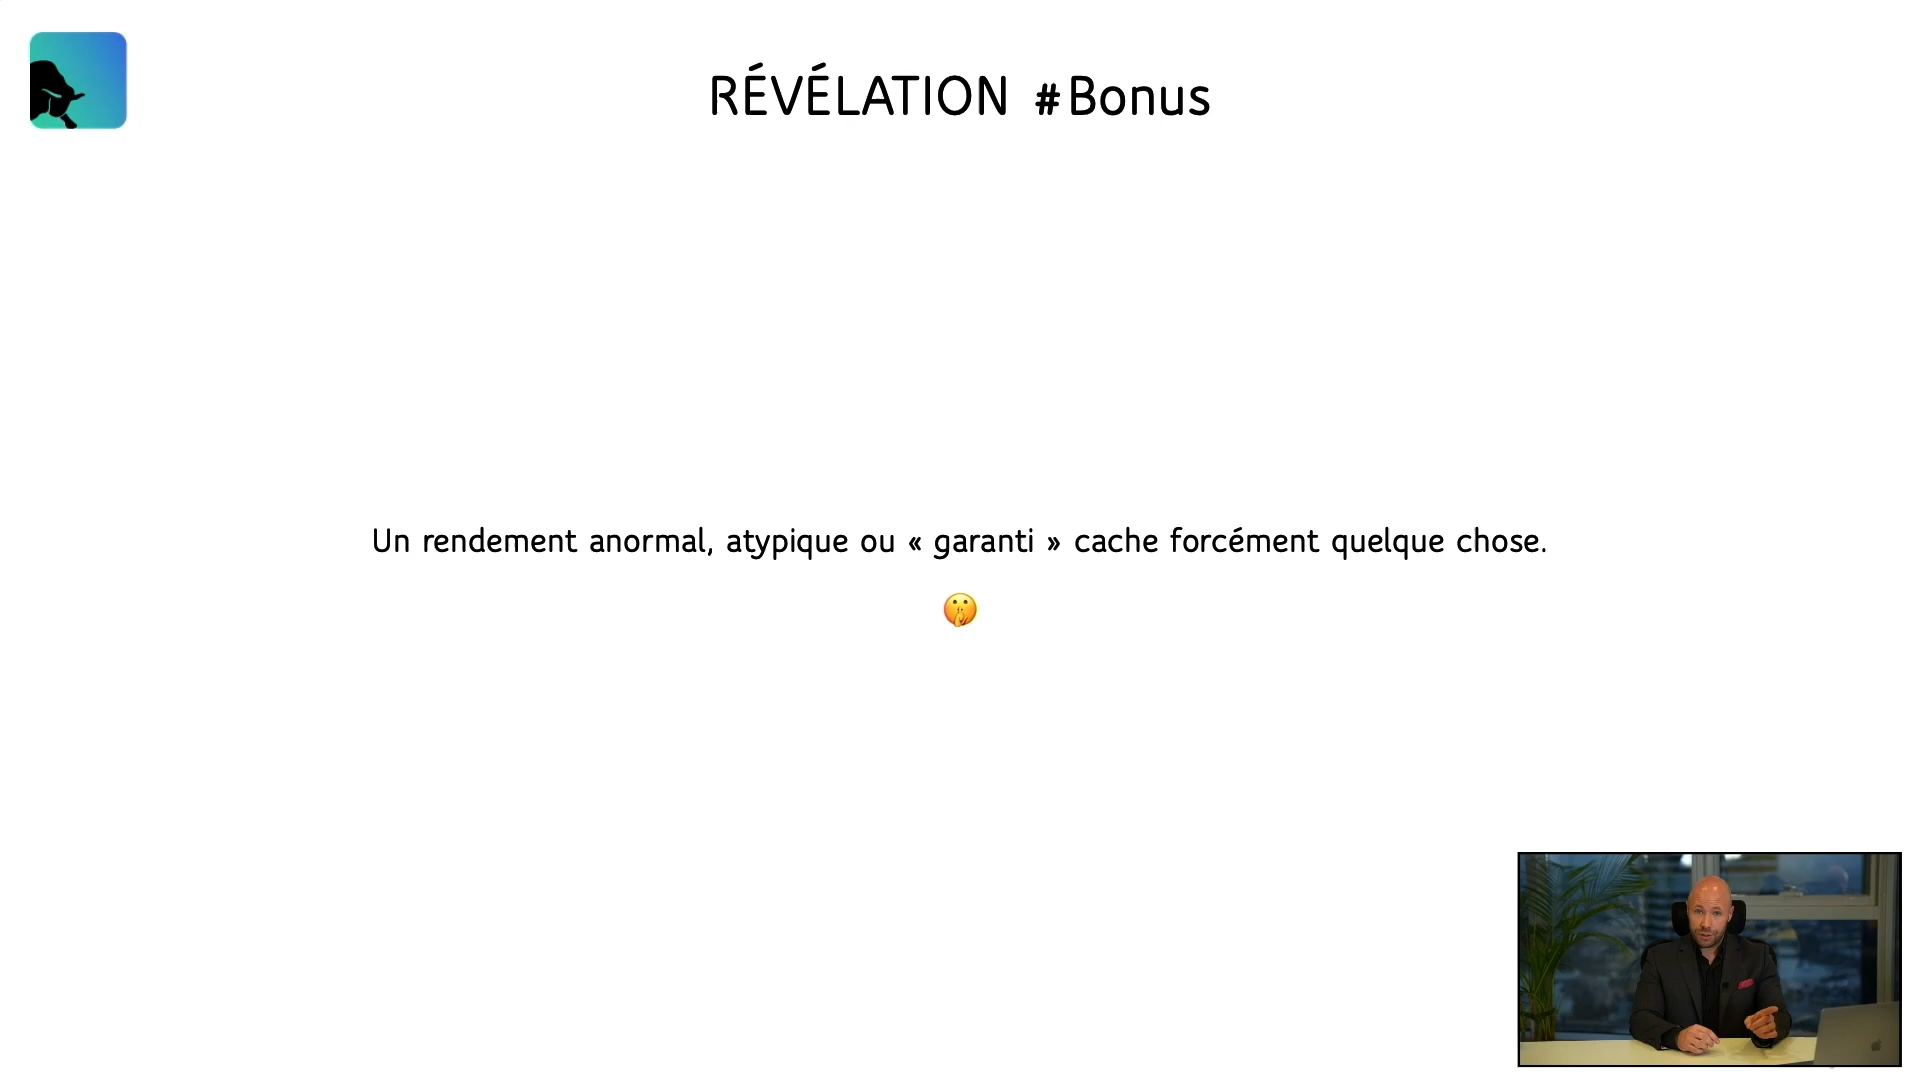 RÉVÉLATION #Bonus
Un rendement anormal, atypique ou « garanti » cache forcément quelque chose.